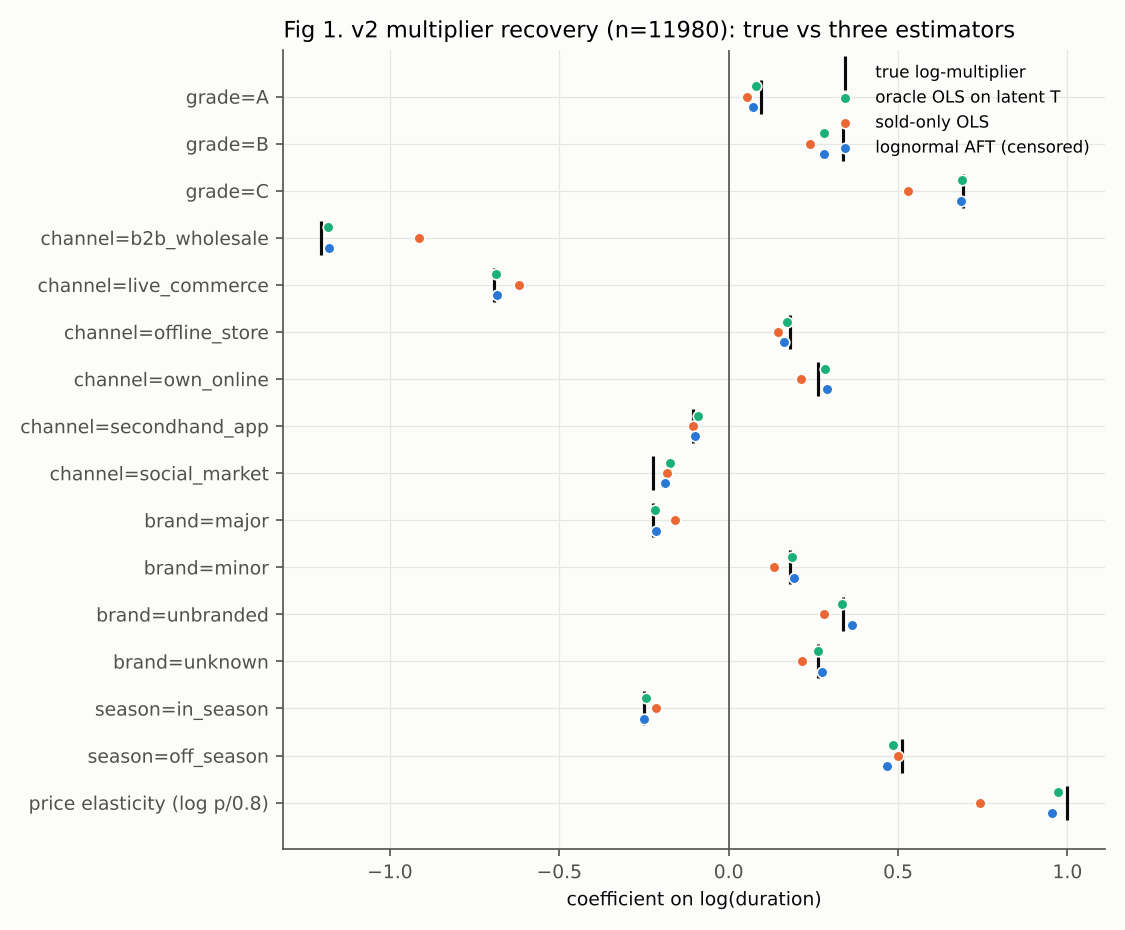 Fig 1. v2 multiplier recovery (n=11980): true vs three estimators
true log-multiplier
oracle OLS on latent T
sold-only OLS
lognormal AFT (censored)
grade=A
grade=B
grade=C
channel=b2b_wholesale
channel=live_commerce
channel=offline_store
channel=own_online
channel=secondhand_app
channel=social_market
brand=major
brand=minor
brand=unbranded
brand=unknown
season=in_season
season=off_season
price elasticity (log p/0.8)
−1.0 −0.5 0.0 0.5 1.0
coefficient on log(duration)